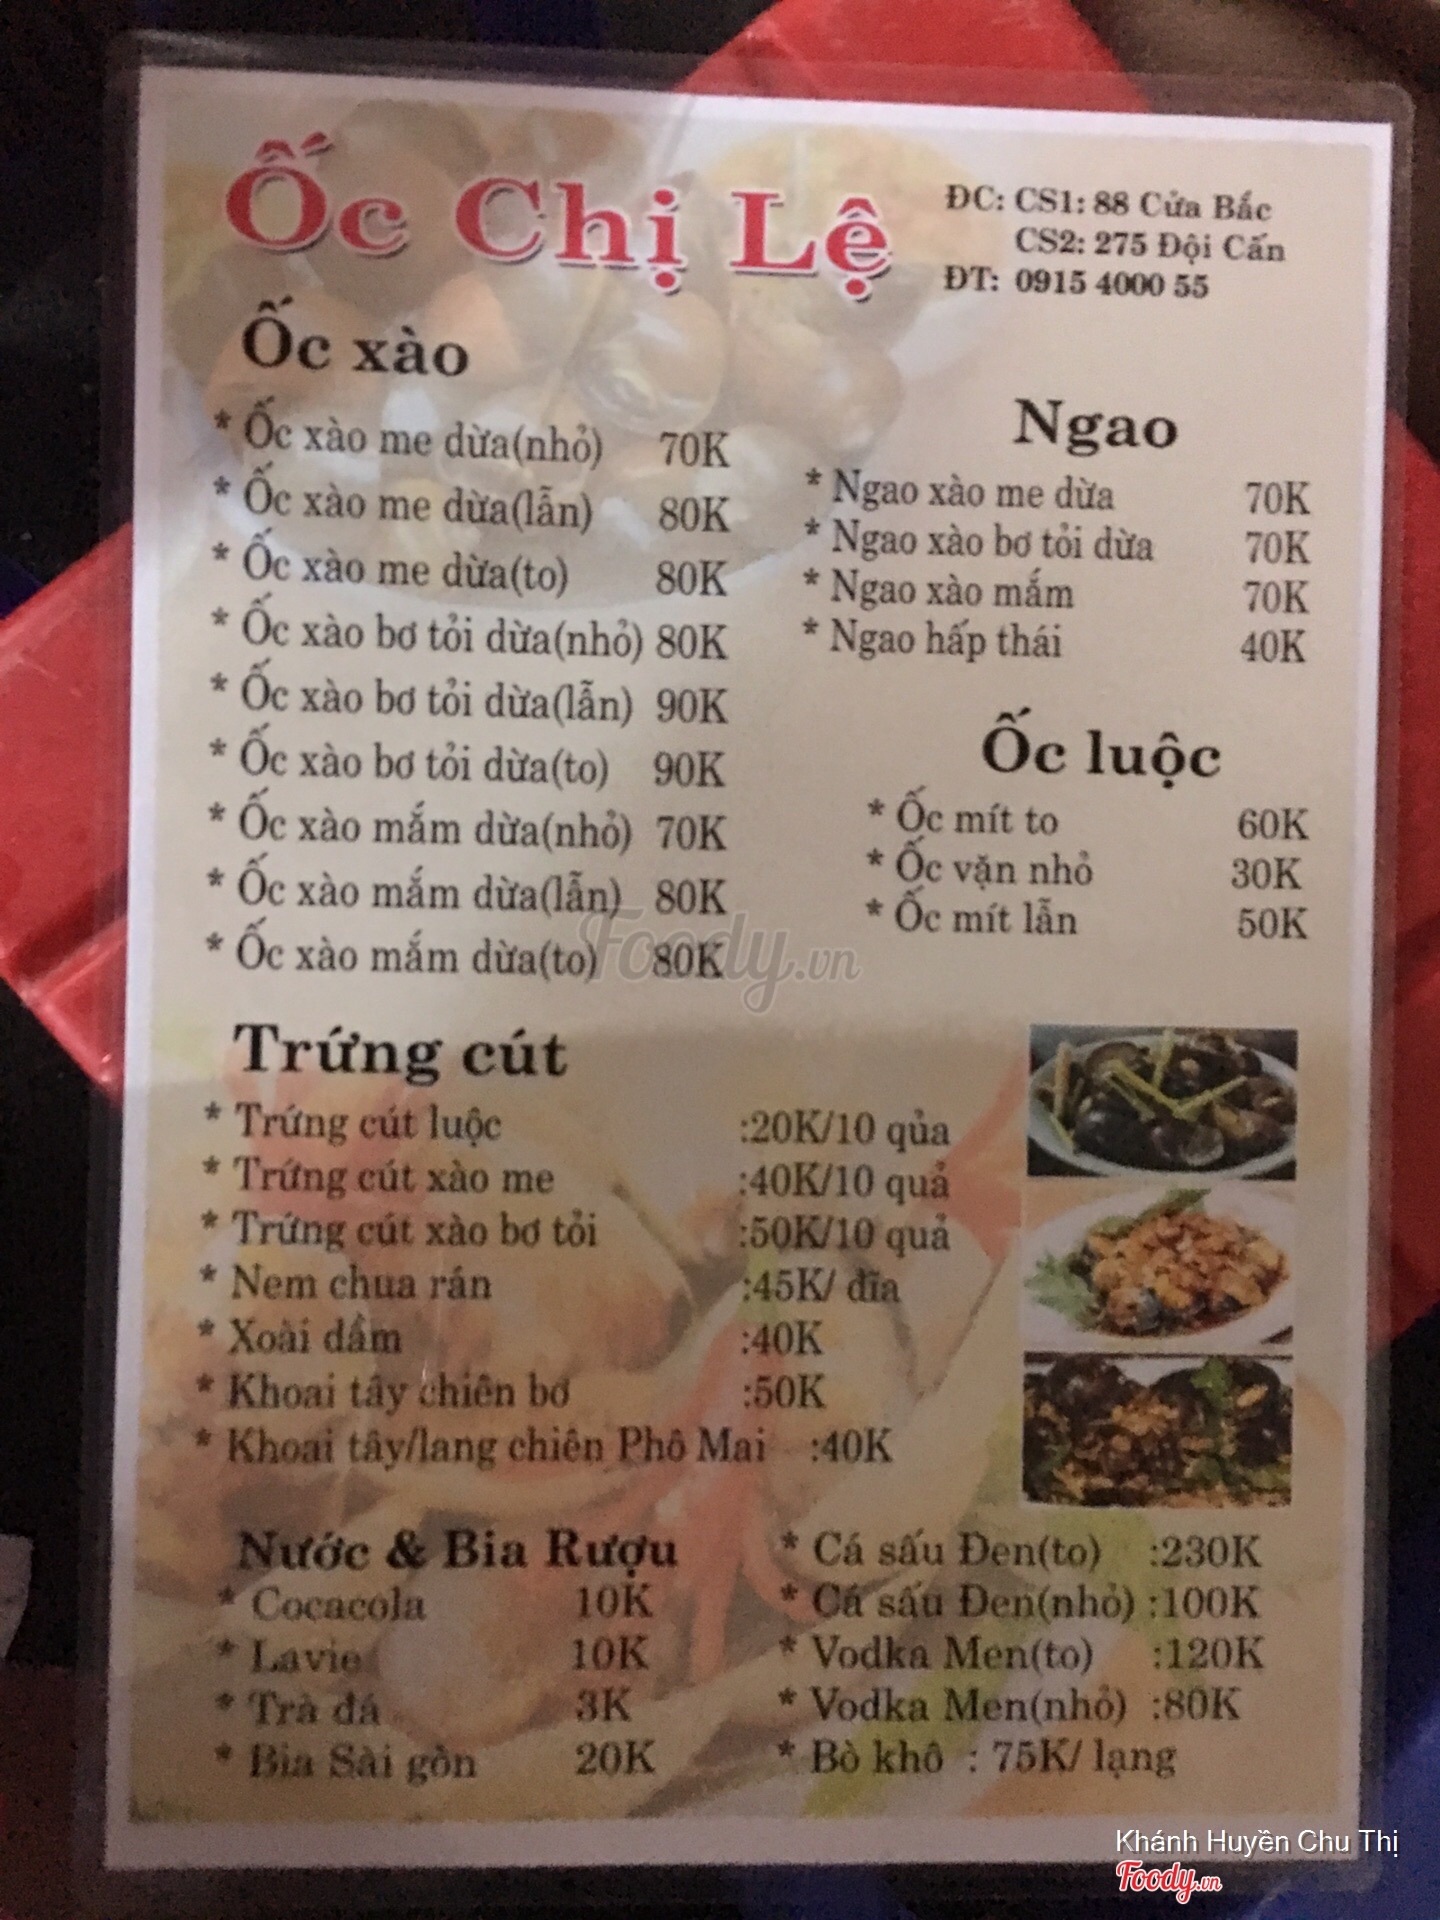 Ốc Chị Lệ
ĐC: CS1: 88 Cửa Bắc
CS2: 275 Đội Cấn
ĐT: 0915 4000 55
Ốc xào
* Ốc xào me dừa(nhỏ) 70K
* Ốc xào me dừa(lẫn) 80K
* Ốc xào me dừa(to) 80K
* Ốc xào bơ tỏi dừa(nhỏ) 80K
* Ốc xào bơ tỏi dừa(lẫn) 90K
* Ốc xào bơ tỏi dừa(to) 90K
* Ốc xào mắm dừa(nhỏ) 70K
* Ốc xào mắm dừa(lẫn) 80K
* Ốc xào mắm dừa(to) 80K
Ngao
* Ngao xào me dừa 70K
* Ngao xào bơ tỏi dừa 70K
* Ngao xào mắm 70K
* Ngao hấp thái 40K
Ốc luộc
* Ốc mít to 60K
* Ốc vặn nhỏ 30K
* Ốc mít lẫn 50K
Foody.vn
Trứng cút
* Trứng cút luộc :20K/10 qủa
* Trứng cút xào me :40K/10 quả
* Trứng cút xào bơ tỏi :50K/10 quả
* Nem chua rán :45K/ đĩa
* Xoài dầm :40K
* Khoai tây chiên bơ :50K
* Khoai tây/lang chiên Phô Mai :40K
Nước & Bia Rượu
* Cocacola 10K
* Lavie 10K
* Trà đá 3K
* Bia Sài gòn 20K
* Cá sấu Đen(to) :230K
* Cá sấu Đen(nhỏ) :100K
* Vodka Men(to) :120K
* Vodka Men(nhỏ) :80K
* Bò khô : 75K/ lạng
Khánh Huyền Chu Thị
Foody.vn